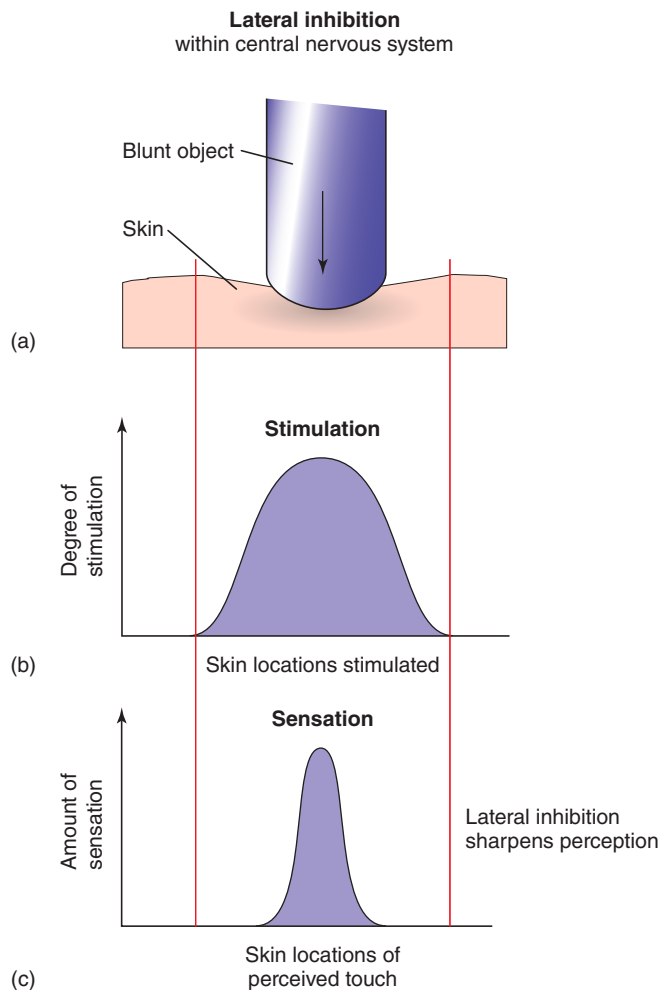 Lateral inhibition
within central nervous system
Blunt object
Skin
(a)
Stimulation
Degree of
stimulation
(b)
Skin locations stimulated
Sensation
Amount of
sensation
Lateral inhibition
sharpens perception
Skin locations of
perceived touch
(c)